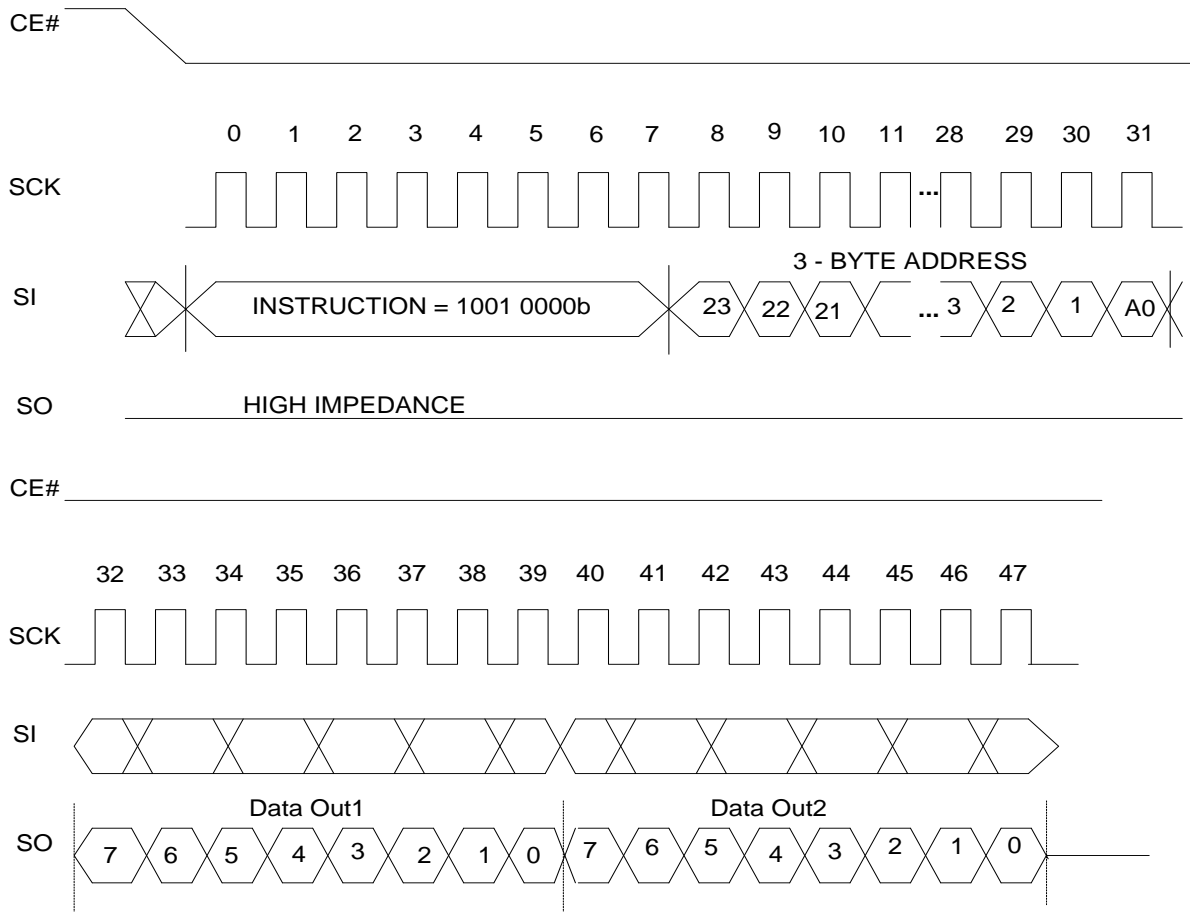 CE#
0 1 2 3 4 5 6 7 8 9 10 11 28 29 30 31
SCK ...
3 - BYTE ADDRESS
SI INSTRUCTION = 1001 0000b 23 22 21 ... 3 2 1 A0
SO HIGH IMPEDANCE
CE#
32 33 34 35 36 37 38 39 40 41 42 43 44 45 46 47
SCK
SI
Data Out1 Data Out2
SO 7 6 5 4 3 2 1 0 7 6 5 4 3 2 1 0